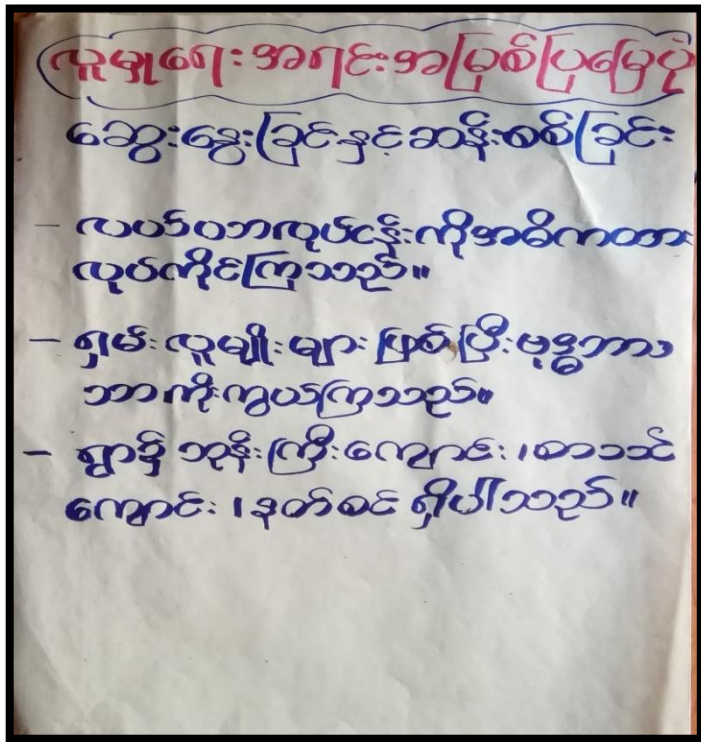 လူမှုရေးအရင်းအမြစ်ပြမြေပုံ
ဆွေးနွေးခြင်နှင့်ဆန်းစစ်ခြင်း
- လယ်ယာလုပ်ငန်းကိုအဓိကထား
လုပ်ကိုင်ကြသည်။
- ရှမ်းလူမျိုးများ ဖြစ်ပြီးဗုဒ္ဓဘာသာ
ဘာကိုးကွယ်ကြသည်။
- ရွာ၌ ဘုန်းကြီးကျောင်း၊စာသင်
ကျောင်း၊နတ်စင် ရှိပါသည်။